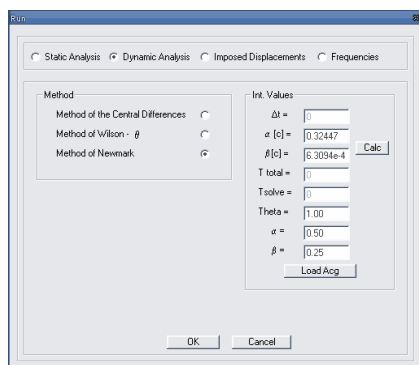 Run
Static Analysis Dynamic Analysis Imposed Displacements Frequencies
Method
Method of the Central Differences
Method of Wilson - θ
Method of Newmark
Int. Values
Δt = 0
α [c] = 0.32447
β [c] = 6.3094e-4
Calc
T total = 0
Tsolve = 0
Theta = 1.00
α = 0.50
β = 0.25
Load Acg
OK Cancel